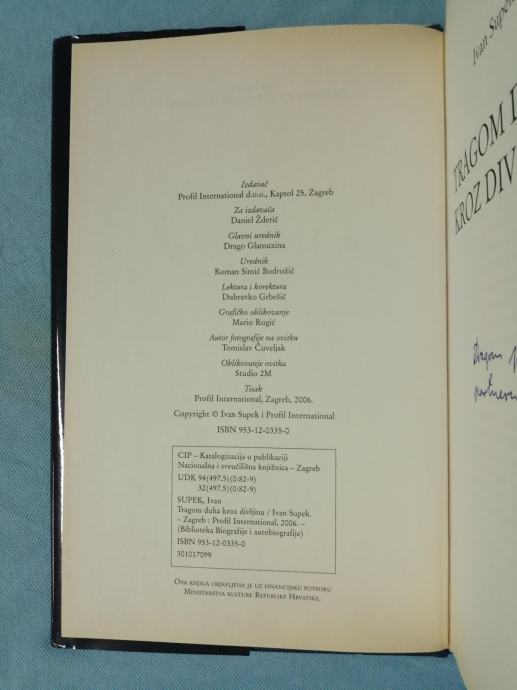 Izdavač
Profil International d.o.o., Kaptol 25, Zagreb
Za izdavača
Daniel Žderić
Glavni urednik
Drago Glamuzina
Urednik
Roman Simić Bodrožić
Lektura i korektura
Dubravko Grbešić
Grafičko oblikovanje
Mario Rogić
Autor fotografije na ovitku
Tomislav Čuveljak
Oblikovanje ovitka
Studio 2M
Tisak
Profil International, Zagreb, 2006.
Copyright © Ivan Supek i Profil International
ISBN 953-12-0335-0
CIP – Katalogizacija u publikaciji
Nacionalna i sveučilišna knjižnica – Zagreb
UDK 94(497.5)(0:82-9)
32(497.5)(0:82-9)
SUPEK, Ivan
Tragom duha kroz divljinu / Ivan Supek.
– Zagreb : Profil International, 2006. –
(Biblioteka Biografije i autobiografije)
ISBN 953-12-0335-0
301017099
Ova knjiga objavljena je uz financijsku potporu
Ministarstva kulture Republike Hrvatske.
Ivan Supek
TRAGOM D
KROZ DIV